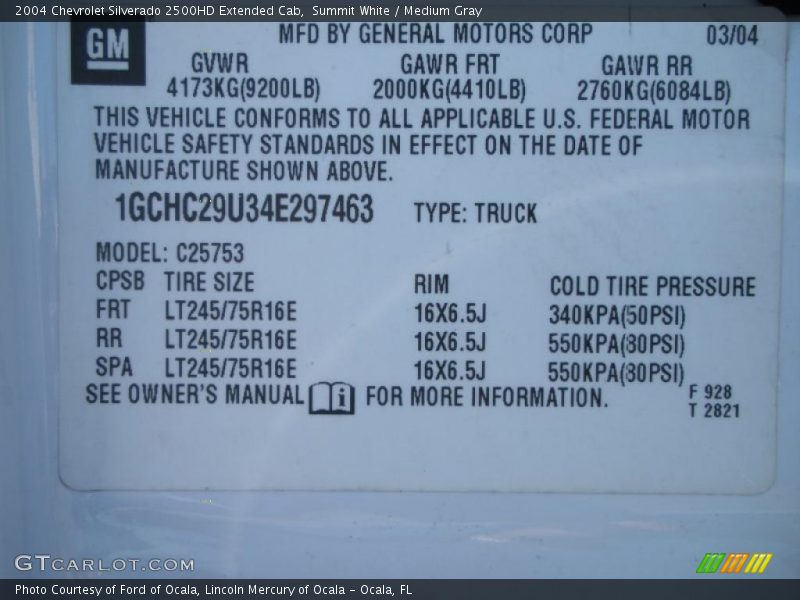 2004 Chevrolet Silverado 2500HD Extended Cab, Summit White / Medium Gray
GM
MFD BY GENERAL MOTORS CORP 03/04
GVWR GAWR FRT GAWR RR
4173KG(9200LB) 2000KG(4410LB) 2760KG(6084LB)
THIS VEHICLE CONFORMS TO ALL APPLICABLE U.S. FEDERAL MOTOR
VEHICLE SAFETY STANDARDS IN EFFECT ON THE DATE OF
MANUFACTURE SHOWN ABOVE.
1GCHC29U34E297463 TYPE: TRUCK
MODEL: C25753
CPSB TIRE SIZE RIM COLD TIRE PRESSURE
FRT LT245/75R16E 16X6.5J 340KPA(50PSI)
RR LT245/75R16E 16X6.5J 550KPA(80PSI)
SPA LT245/75R16E 16X6.5J 550KPA(80PSI)
SEE OWNER'S MANUAL i FOR MORE INFORMATION.
F 928
T 2821
GTCARLOT.COM
Photo Courtesy of Ford of Ocala, Lincoln Mercury of Ocala – Ocala, FL